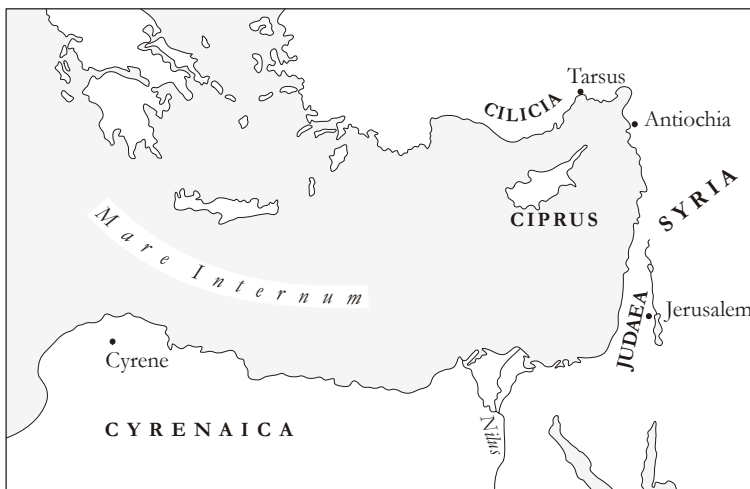 Tarsus
CILICIA
Antiochia
SYRIA
CIPRUS
Mare Internum
JUDAEA
Jerusalem
Cyrene
CYRENAICA
Nilus